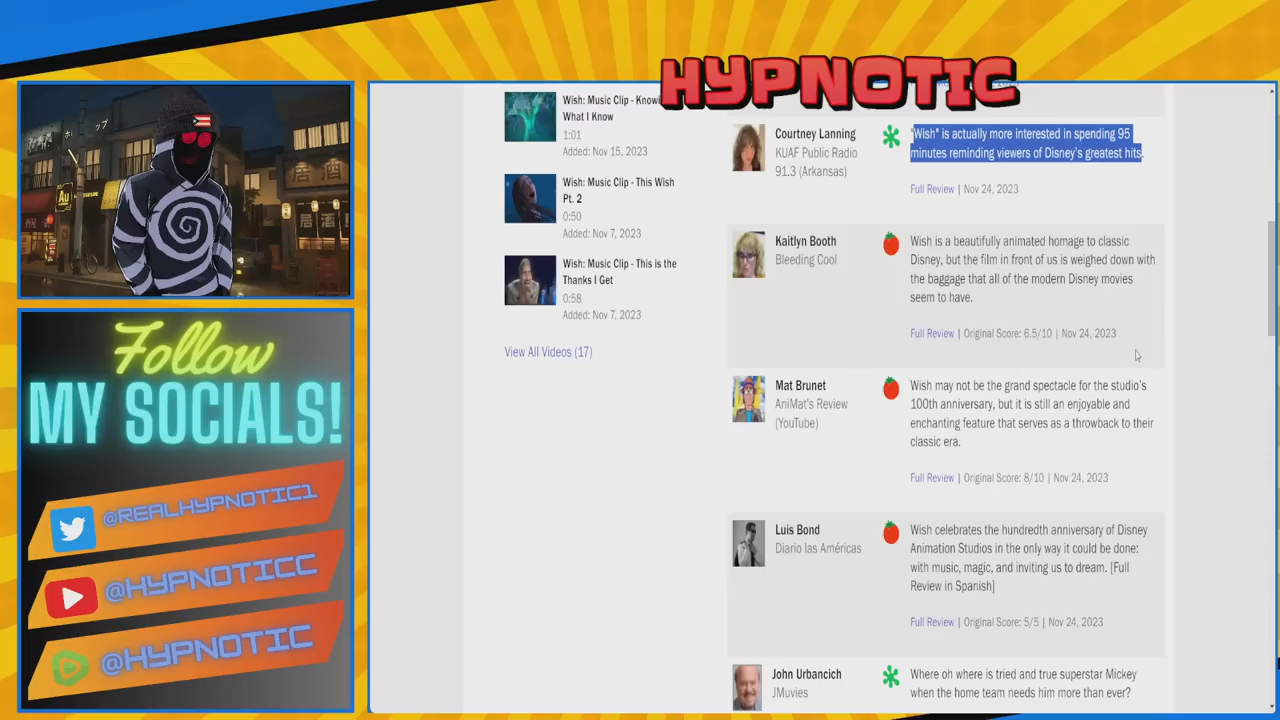 HYPNOTIC
Wish: Music Clip - Knowi
What I Know
1:01
Added: Nov 15, 2023
Wish: Music Clip - This Wish
Pt. 2
0:50
Added: Nov 7, 2023
Wish: Music Clip - This is the
Thanks I Get
0:58
Added: Nov 7, 2023
View All Videos (17)
Courtney Lanning
KUAF Public Radio
91.3 (Arkansas)
"Wish" is actually more interested in spending 95
minutes reminding viewers of Disney's greatest hits.
Full Review | Nov 24, 2023
Kaitlyn Booth
Bleeding Cool
Wish is a beautifully animated homage to classic
Disney, but the film in front of us is weighed down with
the baggage that all of the modern Disney movies
seem to have.
Full Review | Original Score: 6.5/10 | Nov 24, 2023
Mat Brunet
AniMat's Review
(YouTube)
Wish may not be the grand spectacle for the studio's
100th anniversary, but it is still an enjoyable and
enchanting feature that serves as a throwback to their
classic era.
Full Review | Original Score: 8/10 | Nov 24, 2023
Luis Bond
Diario las Américas
Wish celebrates the hundredth anniversary of Disney
Animation Studios in the only way it could be done:
with music, magic, and inviting us to dream. [Full
Review in Spanish]
Full Review | Original Score: 5/5 | Nov 24, 2023
John Urbancich
JMuvies
Where oh where is tried and true superstar Mickey
when the home team needs him more than ever?
Follow
MY SOCIALS!
@REALHYPNOTIC1
@HYPNOTICC
@HYPNOTIC